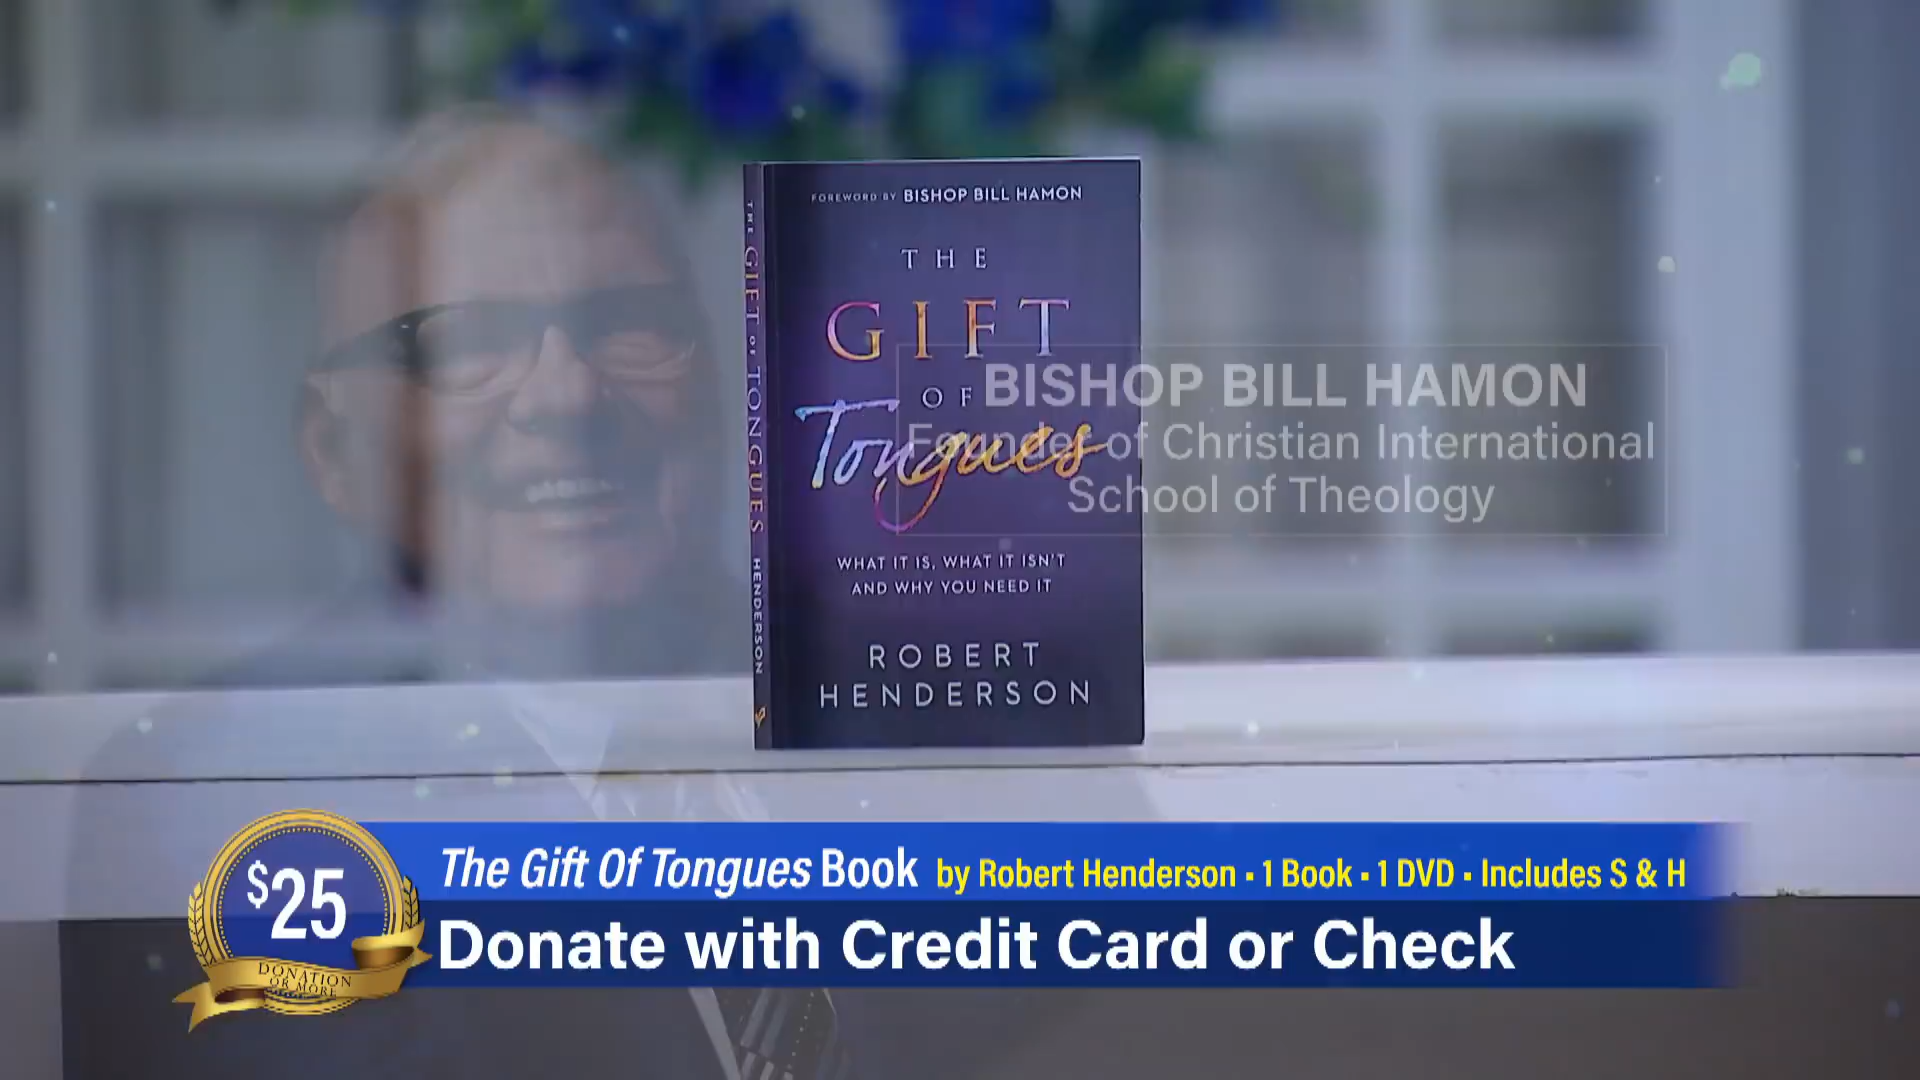 FOREWORD BY BISHOP BILL HAMON
THE
GIFT
OF
Tongues
WHAT IT IS, WHAT IT ISN'T
AND WHY YOU NEED IT
ROBERT
HENDERSON
THE GIFT OF TONGUES HENDERSON
BISHOP BILL HAMON
Founder of Christian International
School of Theology
$25
DONATION
OR MORE
The Gift Of Tongues Book by Robert Henderson ▪ 1 Book ▪ 1 DVD ▪ Includes S & H
Donate with Credit Card or Check